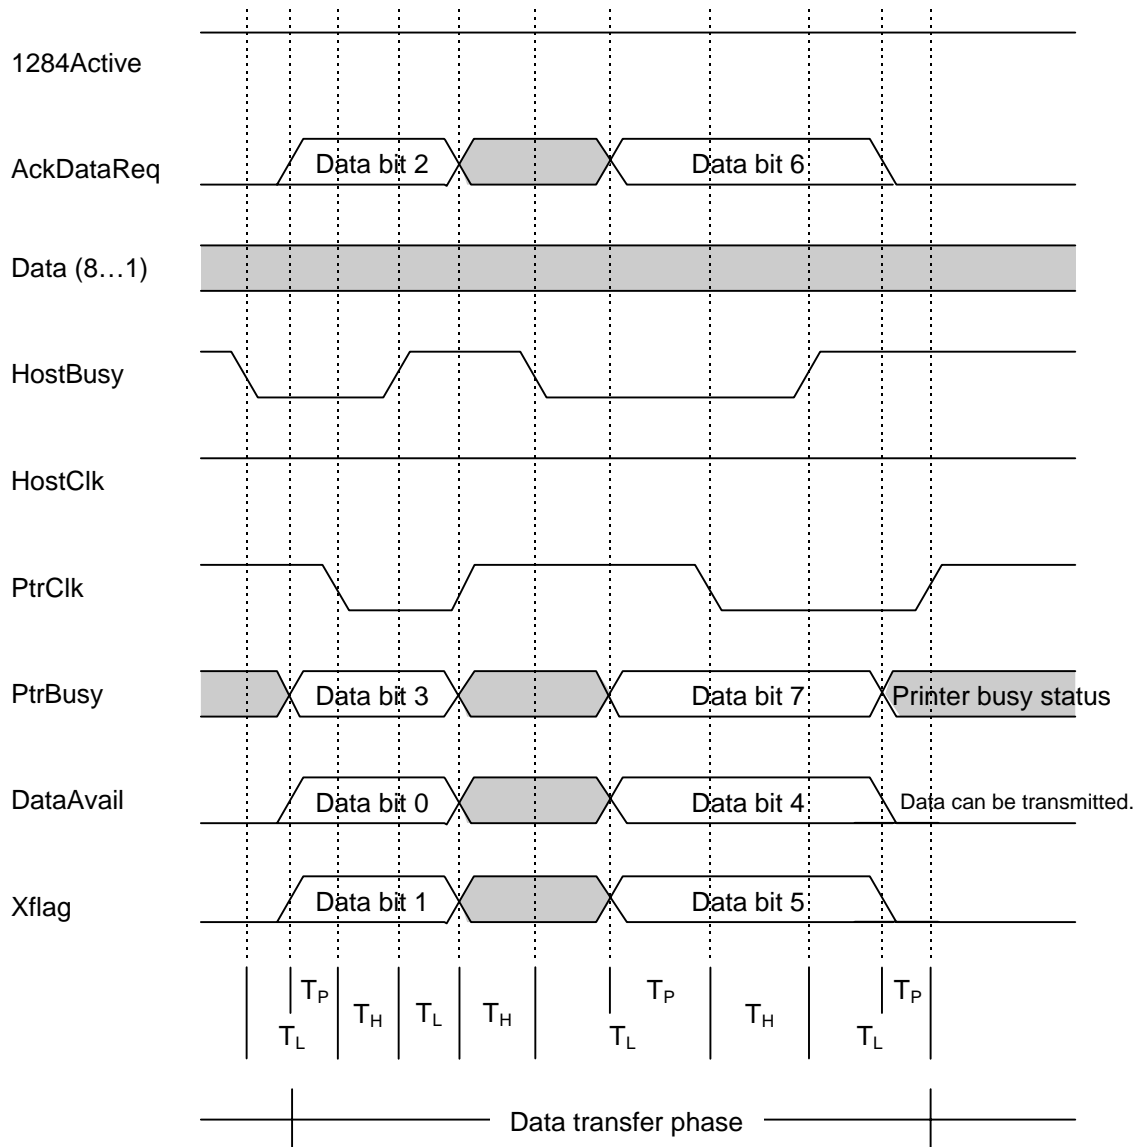 1284Active
AckDataReq
Data bit 2
Data bit 6
Data (8…1)
HostBusy
HostClk
PtrClk
PtrBusy
Data bit 3
Data bit 7
Printer busy status
DataAvail
Data bit 0
Data bit 4
Data can be transmitted.
Xflag
Data bit 1
Data bit 5
TP
TP
TP
TH
TL
TH
TH
TL
TL
TL
Data transfer phase